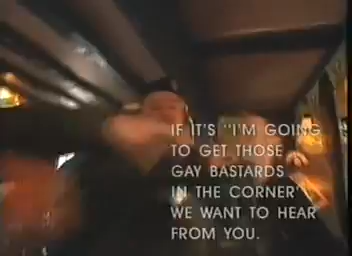 IF IT'S "I'M GOING
TO GET THOSE
GAY BASTARDS
IN THE CORNER"
WE WANT TO HEAR
FROM YOU.